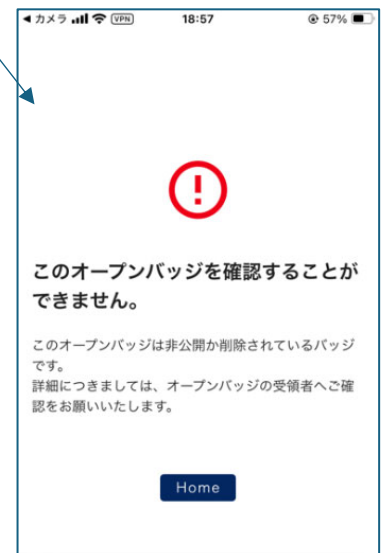 ◀カメラ VPN 18:57 57%
このオープンバッジを確認することが
できません。
このオープンバッジは非公開か削除されているバッジ
です。
詳細につきましては、オープンバッジの受領者へご確
認をお願いいたします。
Home